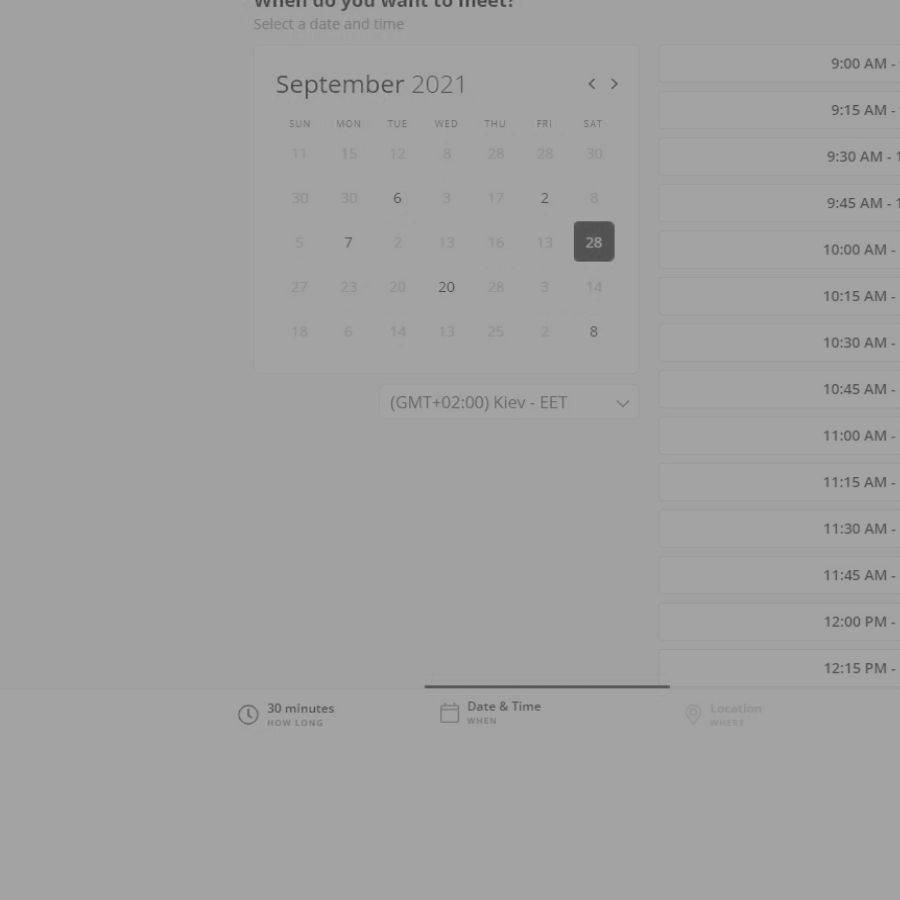 When do you want to meet?
Select a date and time
September 2021
SUN MON TUE WED THU FRI SAT
11 15 12 8 28 28 30
30 30 6 3 17 2 8
5 7 2 13 16 13 28
27 23 20 20 28 3 14
18 6 14 13 25 2 8
(GMT+02:00) Kiev - EET
9:00 AM -
9:15 AM -
9:30 AM - 1
9:45 AM - 1
10:00 AM -
10:15 AM -
10:30 AM -
10:45 AM -
11:00 AM -
11:15 AM -
11:30 AM -
11:45 AM -
12:00 PM -
12:15 PM -
30 minutes
HOW LONG
Date & Time
WHEN
Location
WHERE